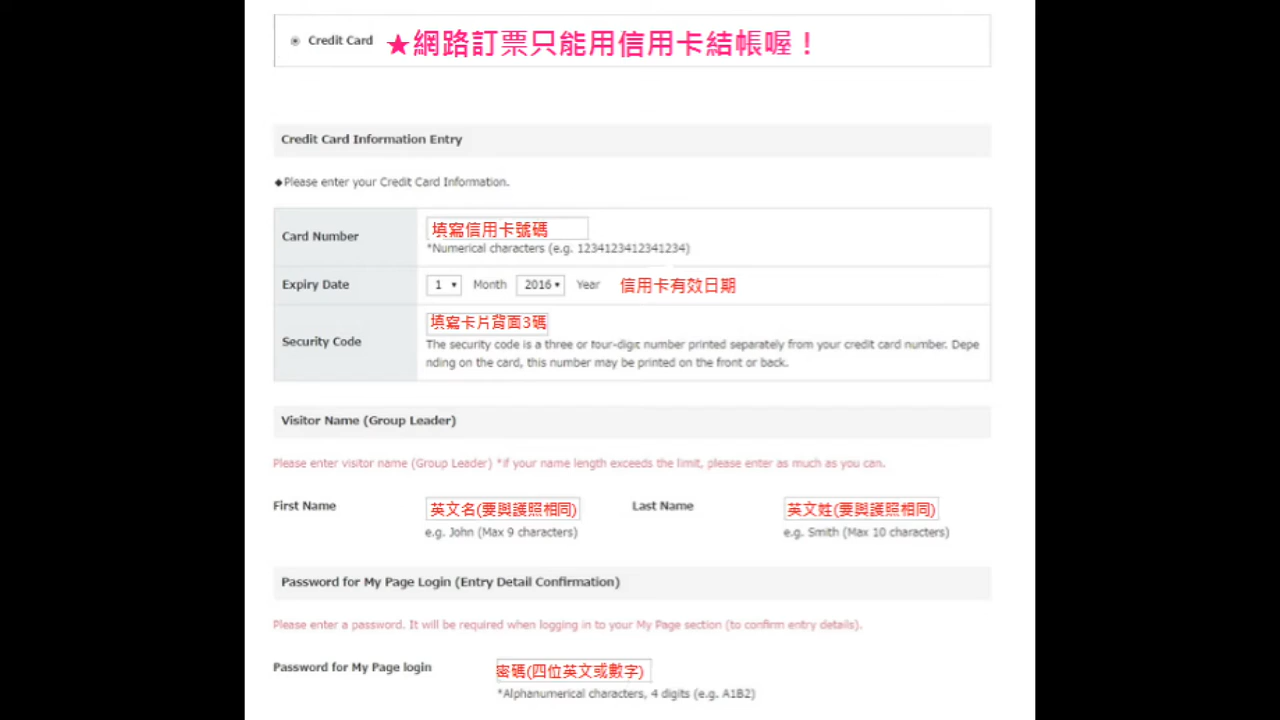 Credit Card ★網路訂票只能用信用卡結帳喔！
Credit Card Information Entry
◆Please enter your Credit Card Information.
Card Number 填寫信用卡號碼
*Numerical characters (e.g. 1234123412341234)
Expiry Date 1 Month 2016 Year 信用卡有效日期
填寫卡片背面3碼
Security Code
The security code is a three or four-digit number printed separately from your credit card number. Depe
nding on the card, this number may be printed on the front or back.
Visitor Name (Group Leader)
Please enter visitor name (Group Leader) *if your name length exceeds the limit, please enter as much as you can.
First Name 英文名(要與護照相同) Last Name 英文姓(要與護照相同)
e.g. John (Max 9 characters) e.g. Smith (Max 10 characters)
Password for My Page Login (Entry Detail Confirmation)
Please enter a password. It will be required when logging in to your My Page section (to confirm entry details).
Password for My Page login 密碼(四位英文或數字)
*Alphanumerical characters, 4 digits (e.g. A1B2)